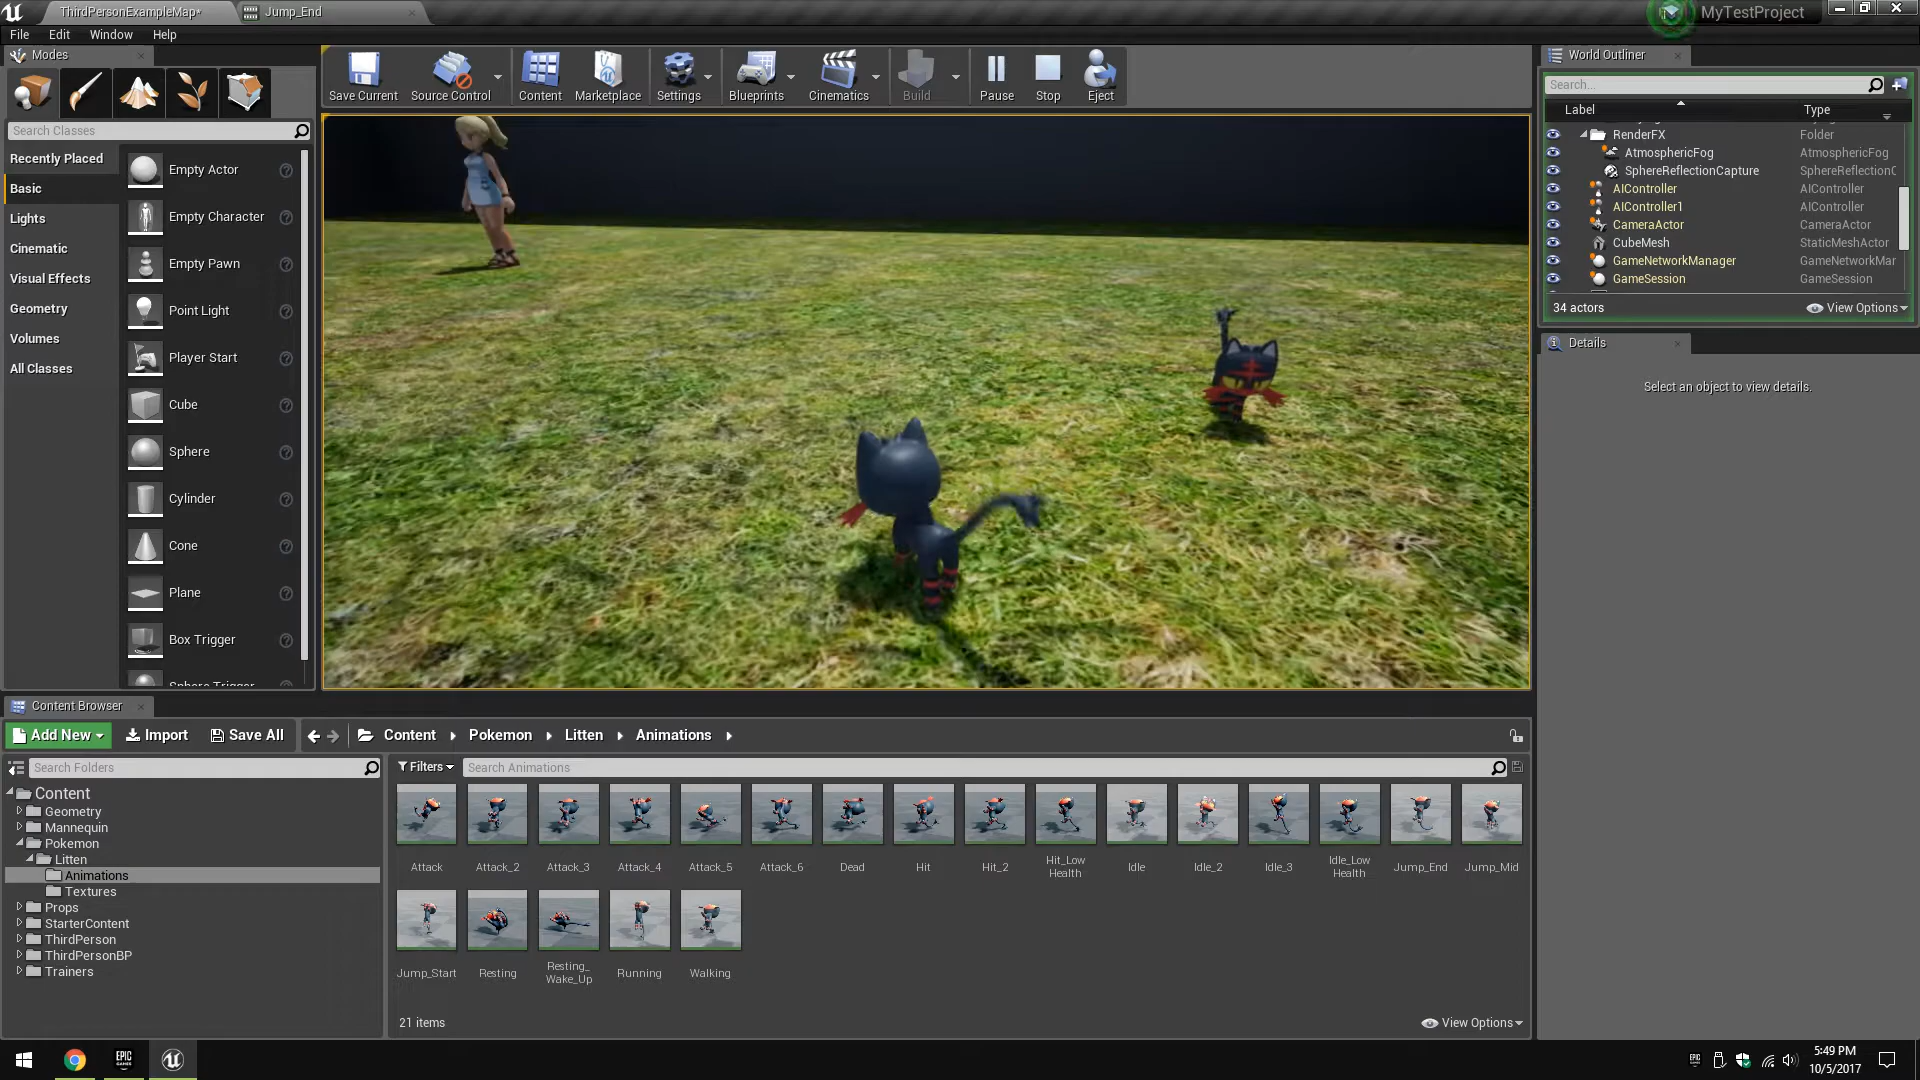 ThirdPersonExampleMap*
Jump_End
MyTestProject
File Edit Window Help
Modes
Search Classes
Recently Placed
Basic
Lights
Cinematic
Visual Effects
Geometry
Volumes
All Classes
Empty Actor
Empty Character
Empty Pawn
Point Light
Player Start
Cube
Sphere
Cylinder
Cone
Plane
Box Trigger
Sphere Trigger
Save Current
Source Control
Content
Marketplace
Settings
Blueprints
Cinematics
Build
Pause
Stop
Eject
World Outliner
Search...
Label Type
RenderFX Folder
AtmosphericFog AtmosphericFog
SphereReflectionCapture SphereReflectionC
AIController AIController
AIController1 AIController
CameraActor CameraActor
CubeMesh StaticMeshActor
GameNetworkManager GameNetworkMar
GameSession GameSession
34 actors
View Options
Details
Select an object to view details.
Content Browser
Add New
Import
Save All
Content
Pokemon
Litten
Animations
Search Folders
Content
Geometry
Mannequin
Pokemon
Litten
Animations
Textures
Props
StarterContent
ThirdPerson
ThirdPersonBP
Trainers
Filters
Search Animations
Attack
Attack_2
Attack_3
Attack_4
Attack_5
Attack_6
Dead
Hit
Hit_2
Hit_Low
Health
Idle
Idle_2
Idle_3
Idle_Low
Health
Jump_End
Jump_Mid
Jump_Start
Resting
Resting_
Wake_Up
Running
Walking
21 items
View Options
EPIC
GAMES
EPIC
5:49 PM
10/5/2017